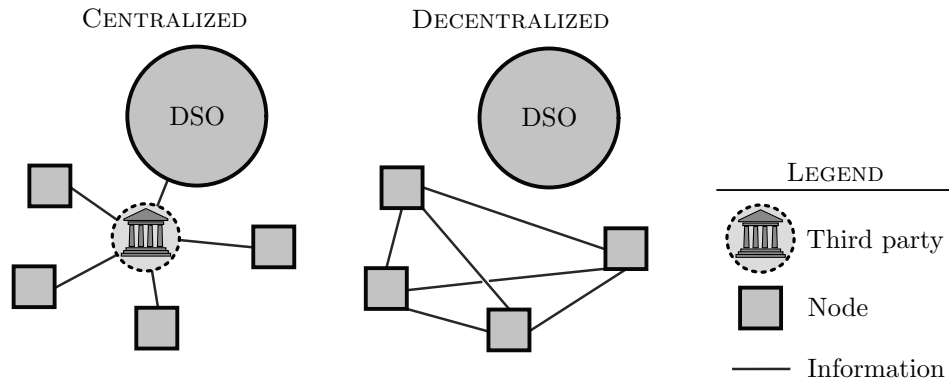 CENTRALIZED
DECENTRALIZED
DSO
DSO
LEGEND
Third party
Node
Information